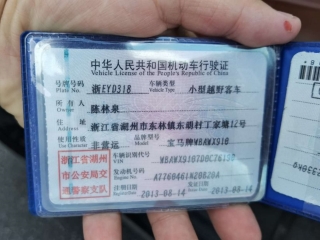 中华人民共和国机动车行驶证
Vehicle License of the People's Republic of China
号牌号码 浙EYD318 车辆类型 小型越野客车
Plate No. Vehicle Type
所有人 陈林泉
Owner
住址 浙江省湖州市东林镇东明村丁家塘12号
Address
使用性质 非营运 品牌型号 宝马牌WBAWX910
Use Character Model
浙江省湖州市公安局交通警察支队
车辆识别代号
VIN
发动机号码
Engine No.
注册日期 2013-08-14 发证日期 2013-08-14